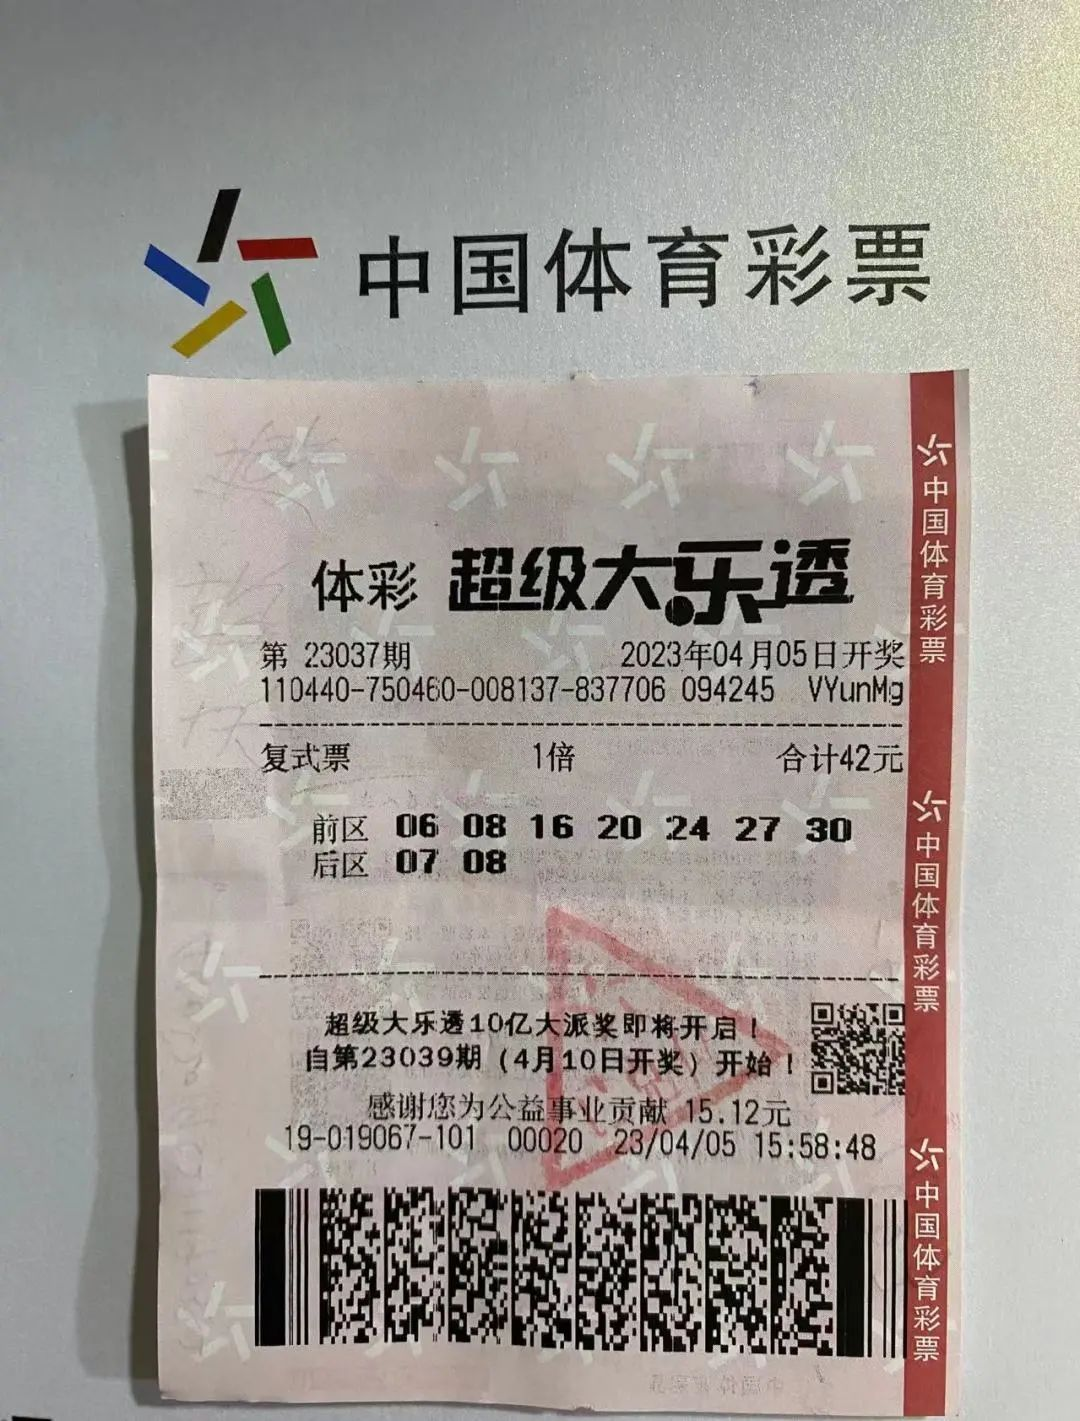 中国体育彩票
体彩 超级大乐透
第 23037期 2023年04月05日开奖
110440-750460-008137-837706 094245 VYunMg
复式票 1倍 合计42元
前区 06 08 16 20 24 27 30
后区 07 08
超级大乐透10亿大派奖即将开启！
自第23039期（4月10日开奖）开始！
感谢您为公益事业贡献 15.12元
19-019067-101 00020 23/04/05 15:58:48
中国体育彩票
中国体育彩票
中国体育彩票